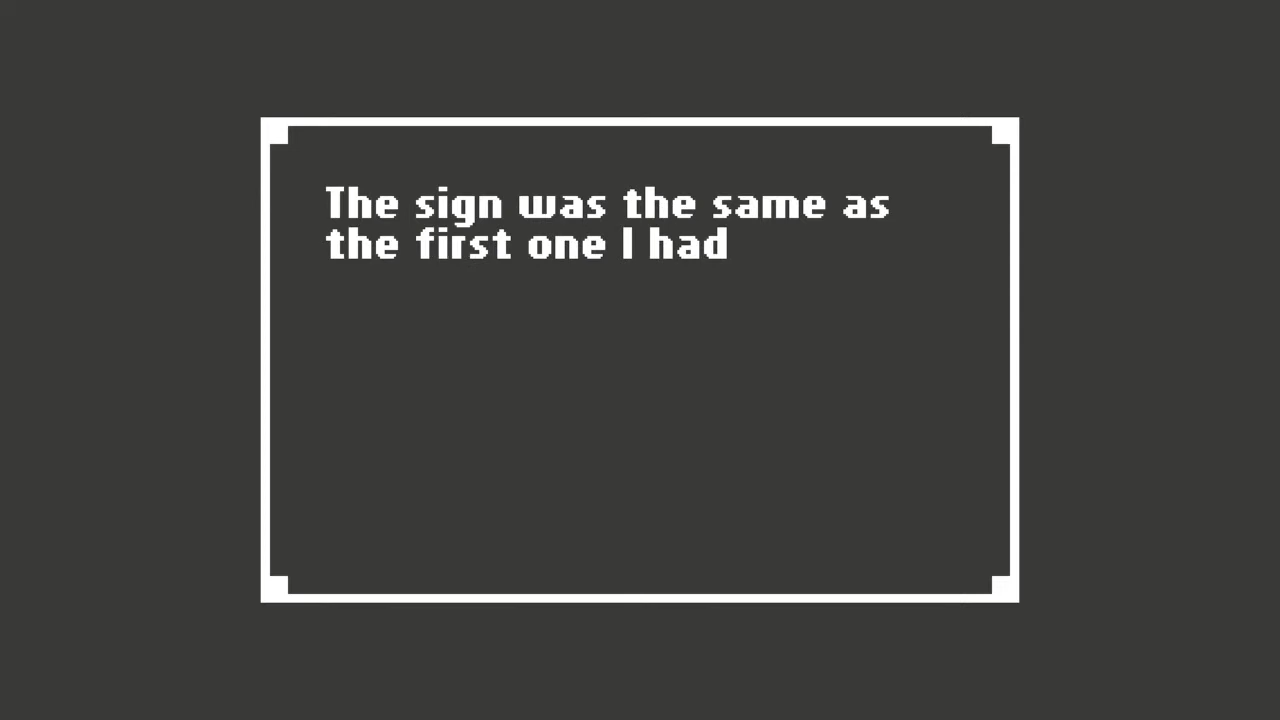 The sign was the same as
the first one I had